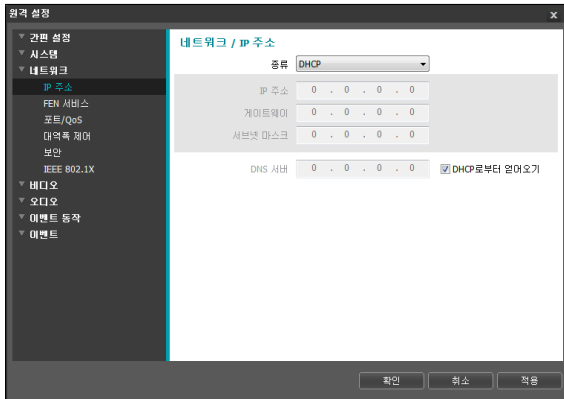 원격 설정 x
간편 설정
시스템
네트워크
IP 주소
FEN 서비스
포트/QoS
대역폭 제어
보안
IEEE 802.1X
비디오
오디오
이벤트 동작
이벤트
네트워크 / IP 주소
종류 DHCP
IP 주소 0 . 0 . 0 . 0
게이트웨이 0 . 0 . 0 . 0
서브넷 마스크 0 . 0 . 0 . 0
DNS 서버 0 . 0 . 0 . 0 DHCP로부터 얻어오기
확인 취소 적용